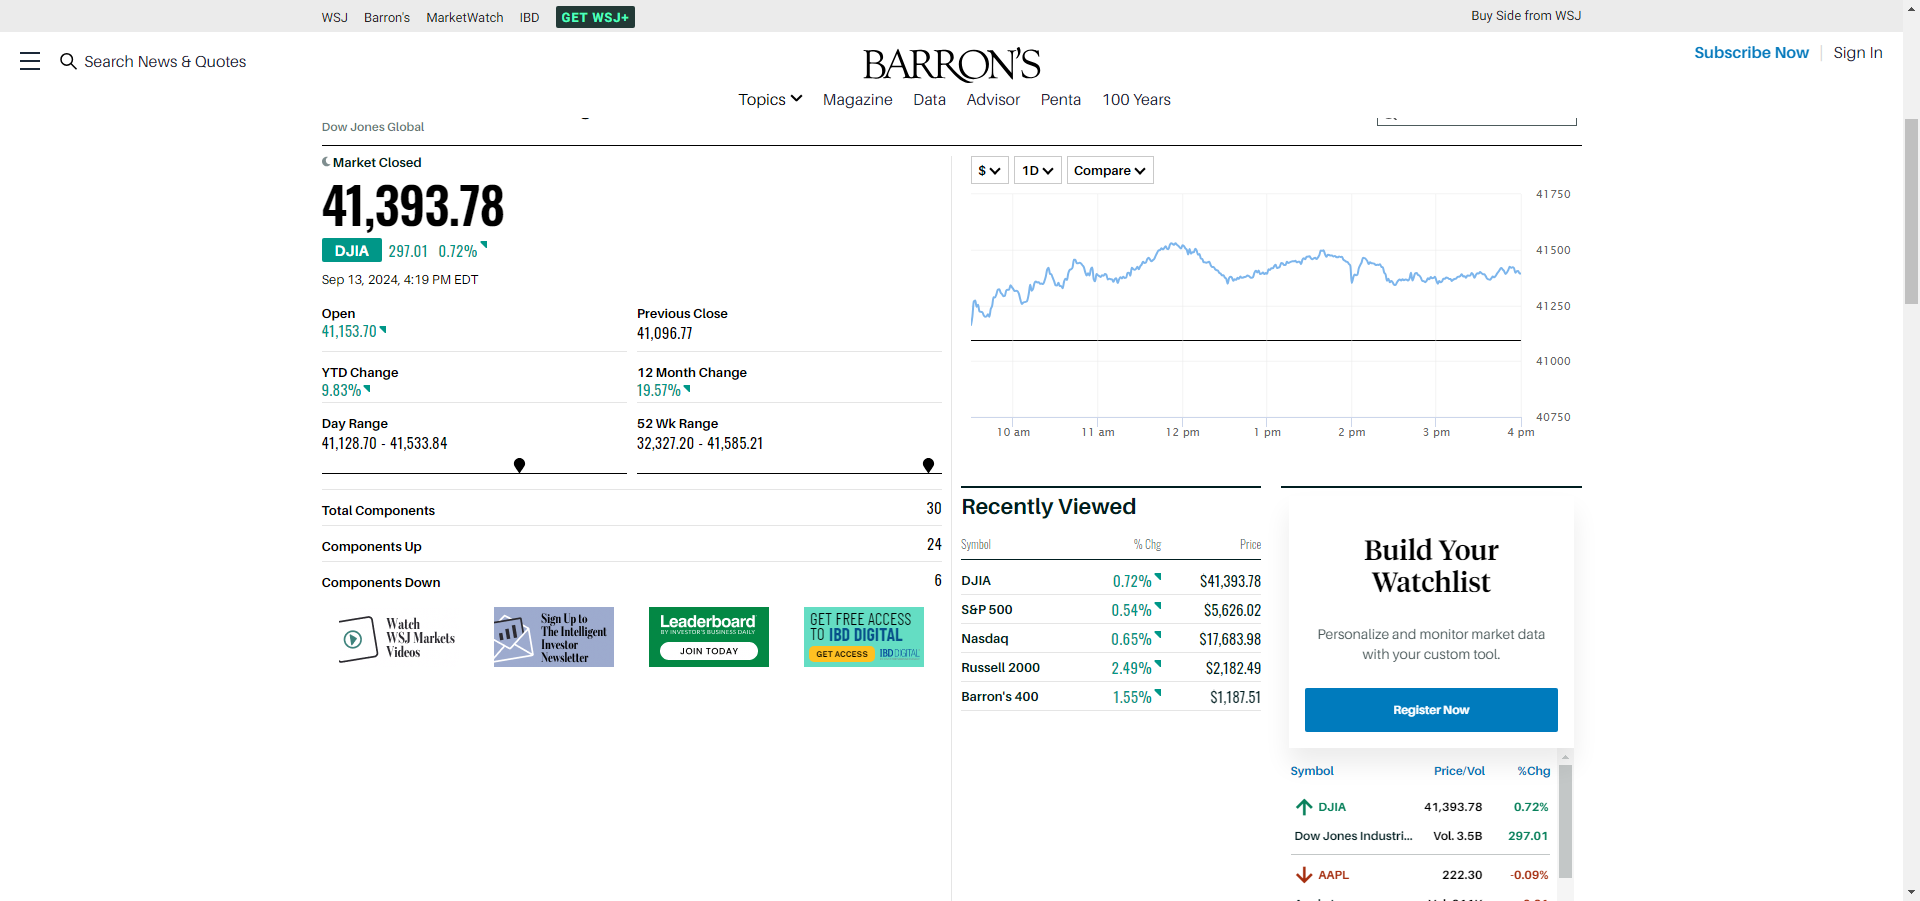 WSJ Barron's MarketWatch IBD GET WSJ+ Buy Side from WSJ
Search News & Quotes
BARRON'S
Subscribe Now Sign In
Topics Magazine Data Advisor Penta 100 Years
Dow Jones Global
Market Closed
41,393.78
DJIA 297.01 0.72%
Sep 13, 2024, 4:19 PM EDT
Open
41,153.70
Previous Close
41,096.77
YTD Change
9.83%
12 Month Change
19.57%
Day Range
41,128.70 - 41,533.84
52 Wk Range
32,327.20 - 41,585.21
Total Components 30
Components Up 24
Components Down 6
Watch
WSJ Markets
Videos
Sign Up to
The Intelligent
Investor
Newsletter
Leaderboard
BY INVESTOR'S BUSINESS DAILY
JOIN TODAY
GET FREE ACCESS
TO IBD DIGITAL
GET ACCESS IBD DIGITAL
$ 1D Compare
41750
41500
41250
41000
40750
10 am 11 am 12 pm 1 pm 2 pm 3 pm 4 pm
Recently Viewed
Symbol % Chg Price
DJIA 0.72% $41,393.78
S&P 500 0.54% $5,626.02
Nasdaq 0.65% $17,683.98
Russell 2000 2.49% $2,182.49
Barron's 400 1.55% $1,187.51
Build Your
Watchlist
Personalize and monitor market data
with your custom tool.
Register Now
Symbol Price/Vol %Chg
DJIA 41,393.78 0.72%
Dow Jones Industri... Vol. 3.5B 297.01
AAPL 222.30 -0.09%